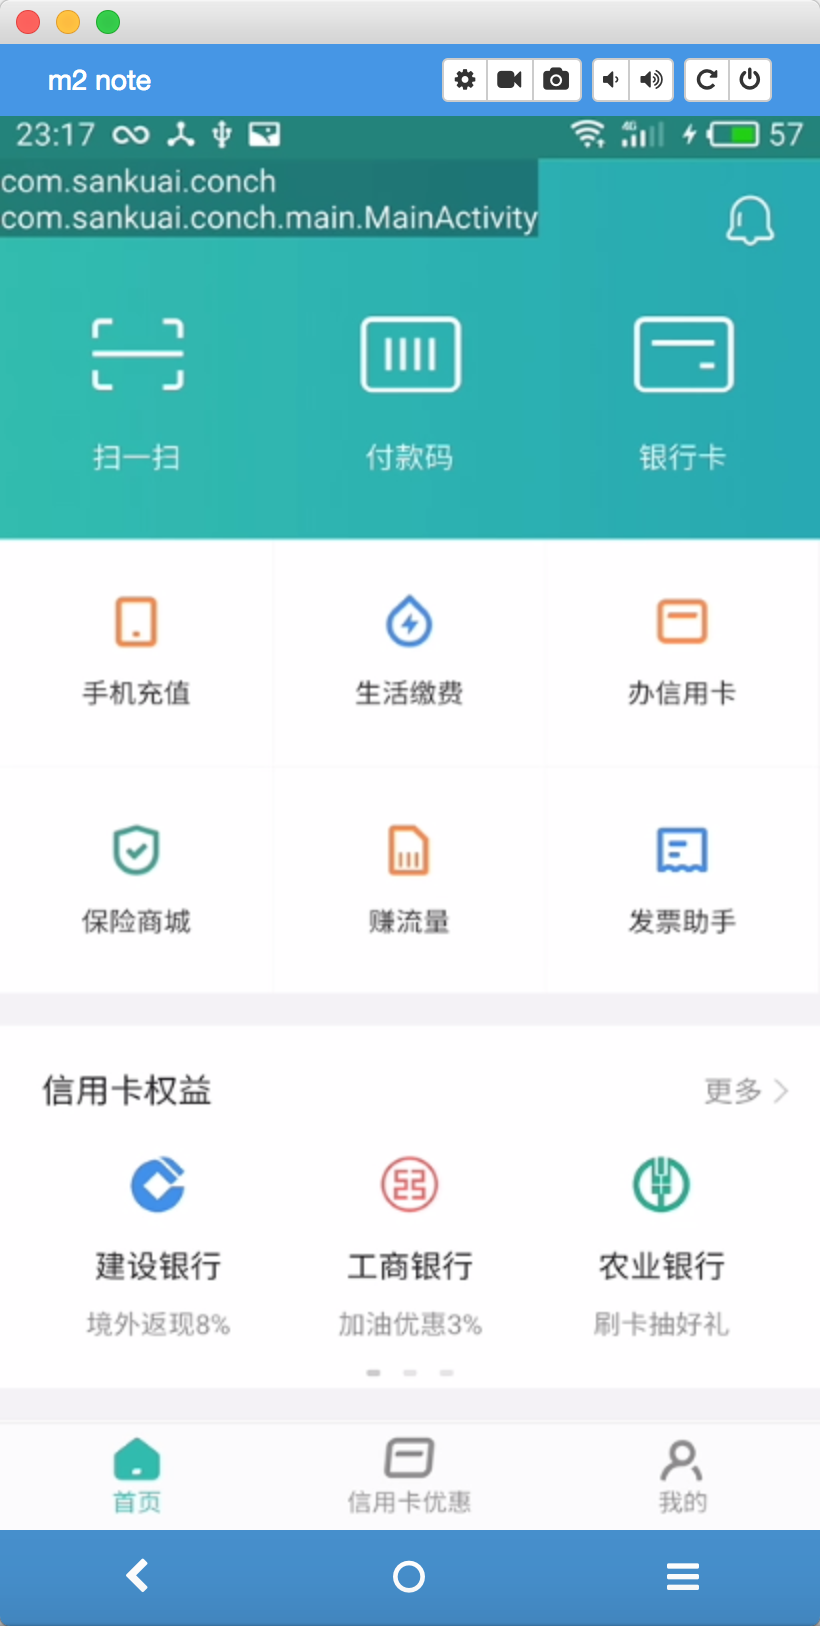 m2 note
23:17
4G
57
com.sankuai.conch
com.sankuai.conch.main.MainActivity
扫一扫 付款码 银行卡
手机充值 生活缴费 办信用卡
保险商城 赚流量 发票助手
信用卡权益 更多
建设银行 工商银行 农业银行
境外返现8% 加油优惠3% 刷卡抽好礼
首页 信用卡优惠 我的